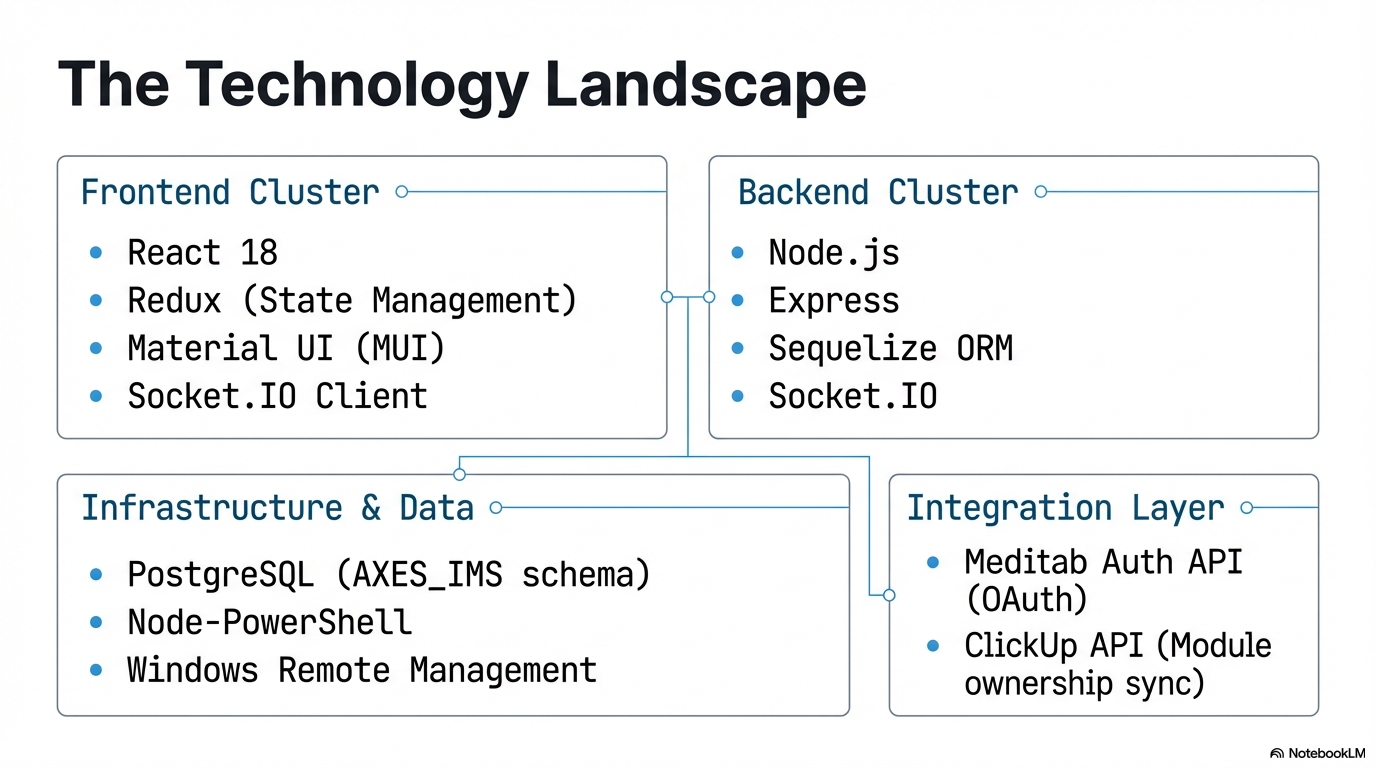 The Technology Landscape
Frontend Cluster
React 18
Redux (State Management)
Material UI (MUI)
Socket.IO Client
Backend Cluster
Node.js
Express
Sequelize ORM
Socket.IO
Infrastructure & Data
PostgreSQL (AXES_IMS schema)
Node-PowerShell
Windows Remote Management
Integration Layer
Meditab Auth API
(OAuth)
ClickUp API (Module
ownership sync)
NotebookLM